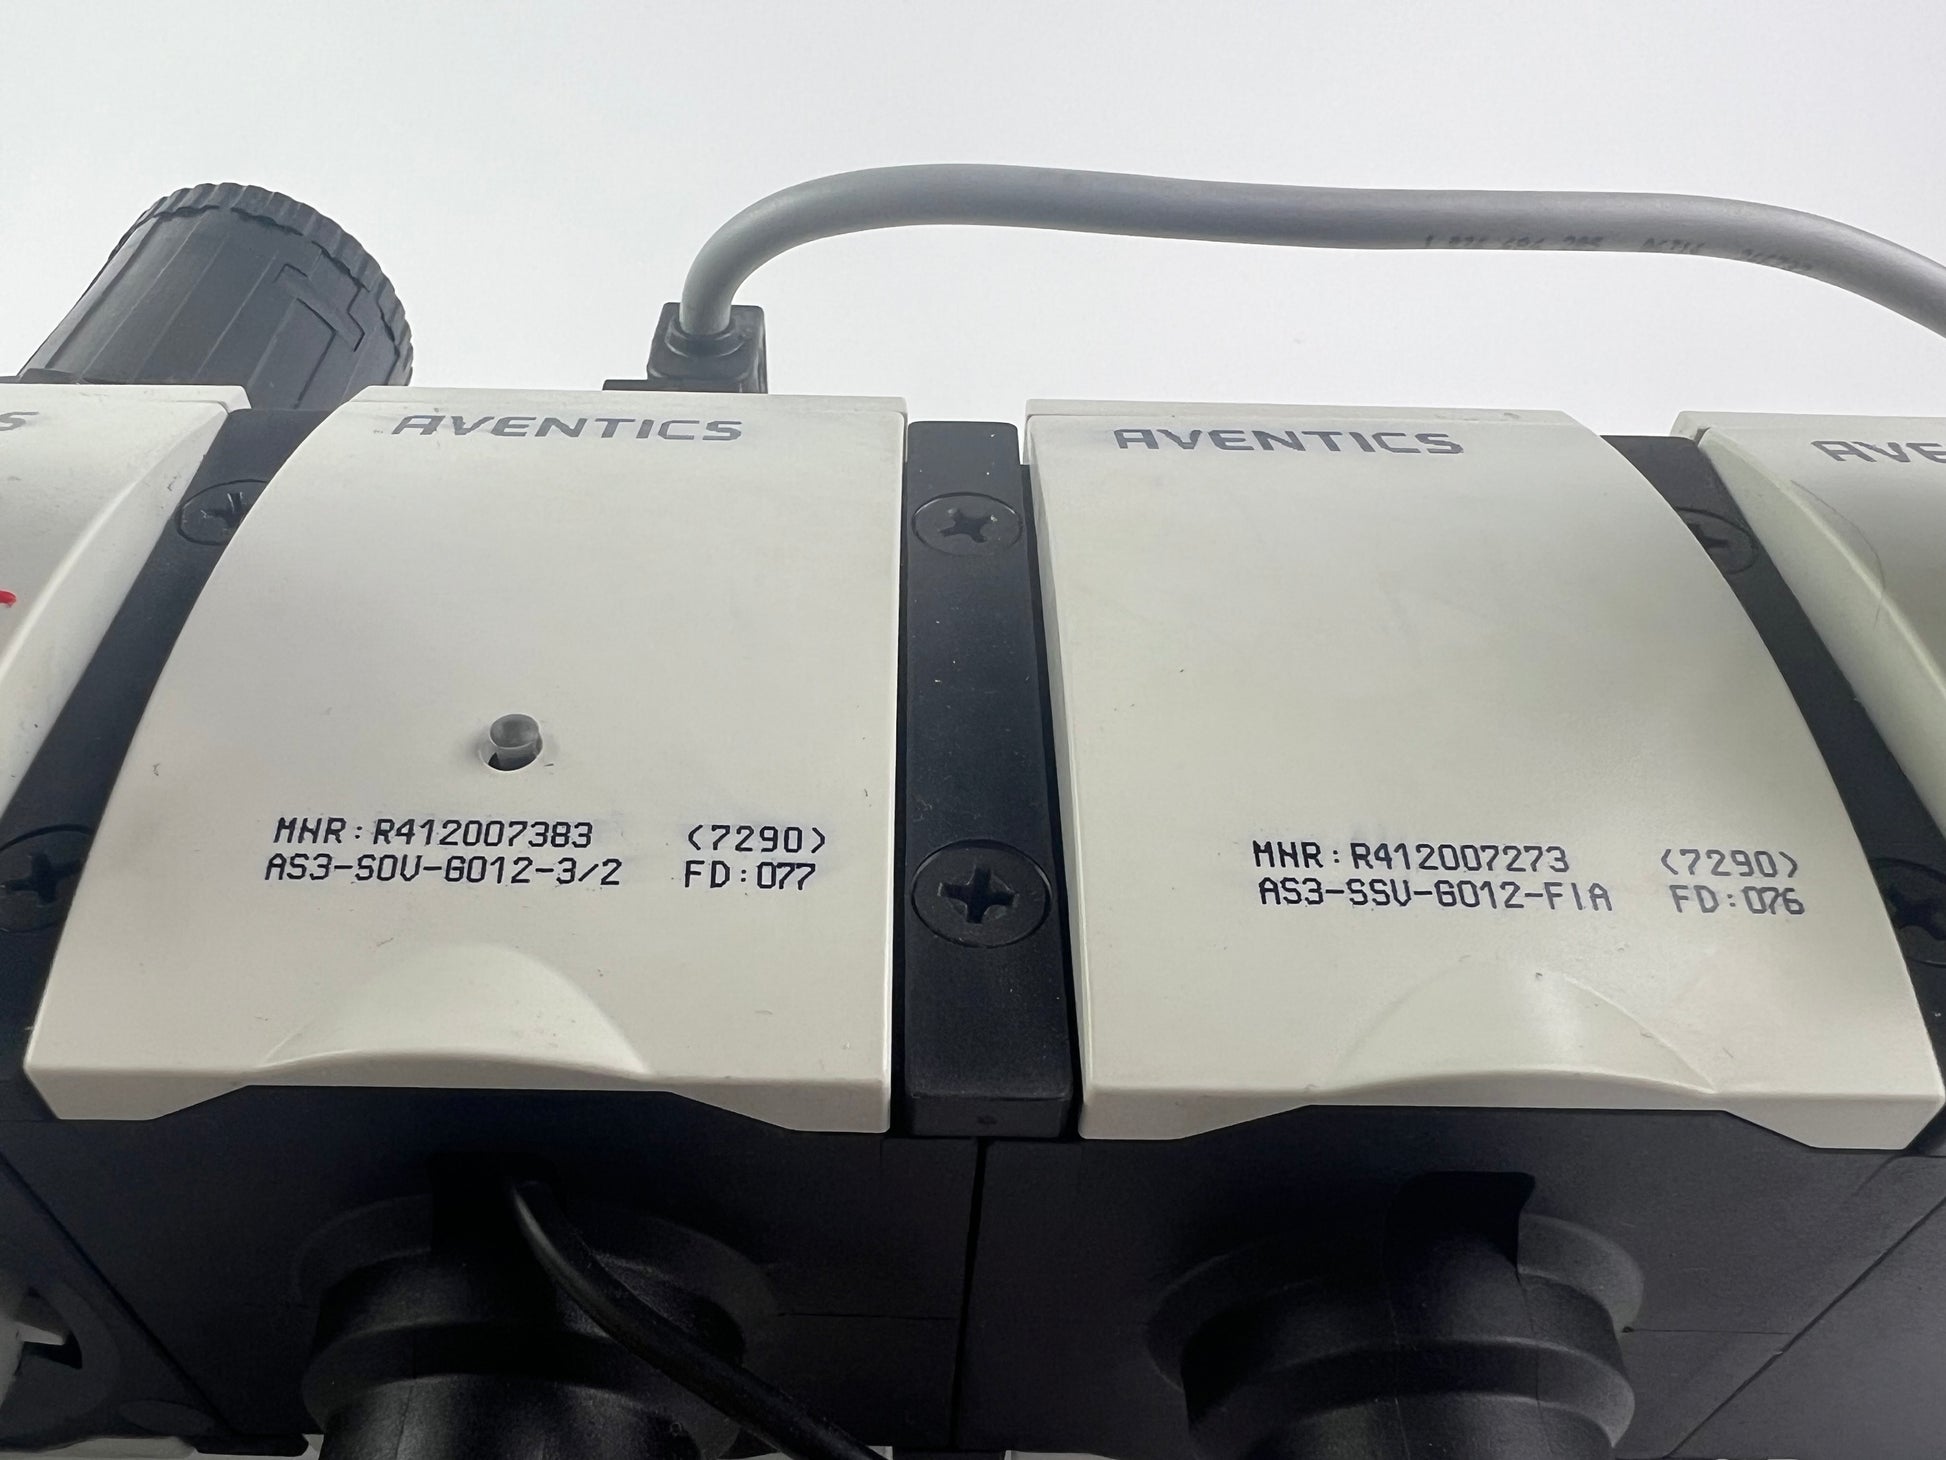 AVENTICS
MNR:R412007383 (7290)
AS3-SOV-G012-3/2 FD:077
AVENTICS
MNR:R412007273 (7290)
AS3-SSV-G012-FIA FD:076
AVE
S